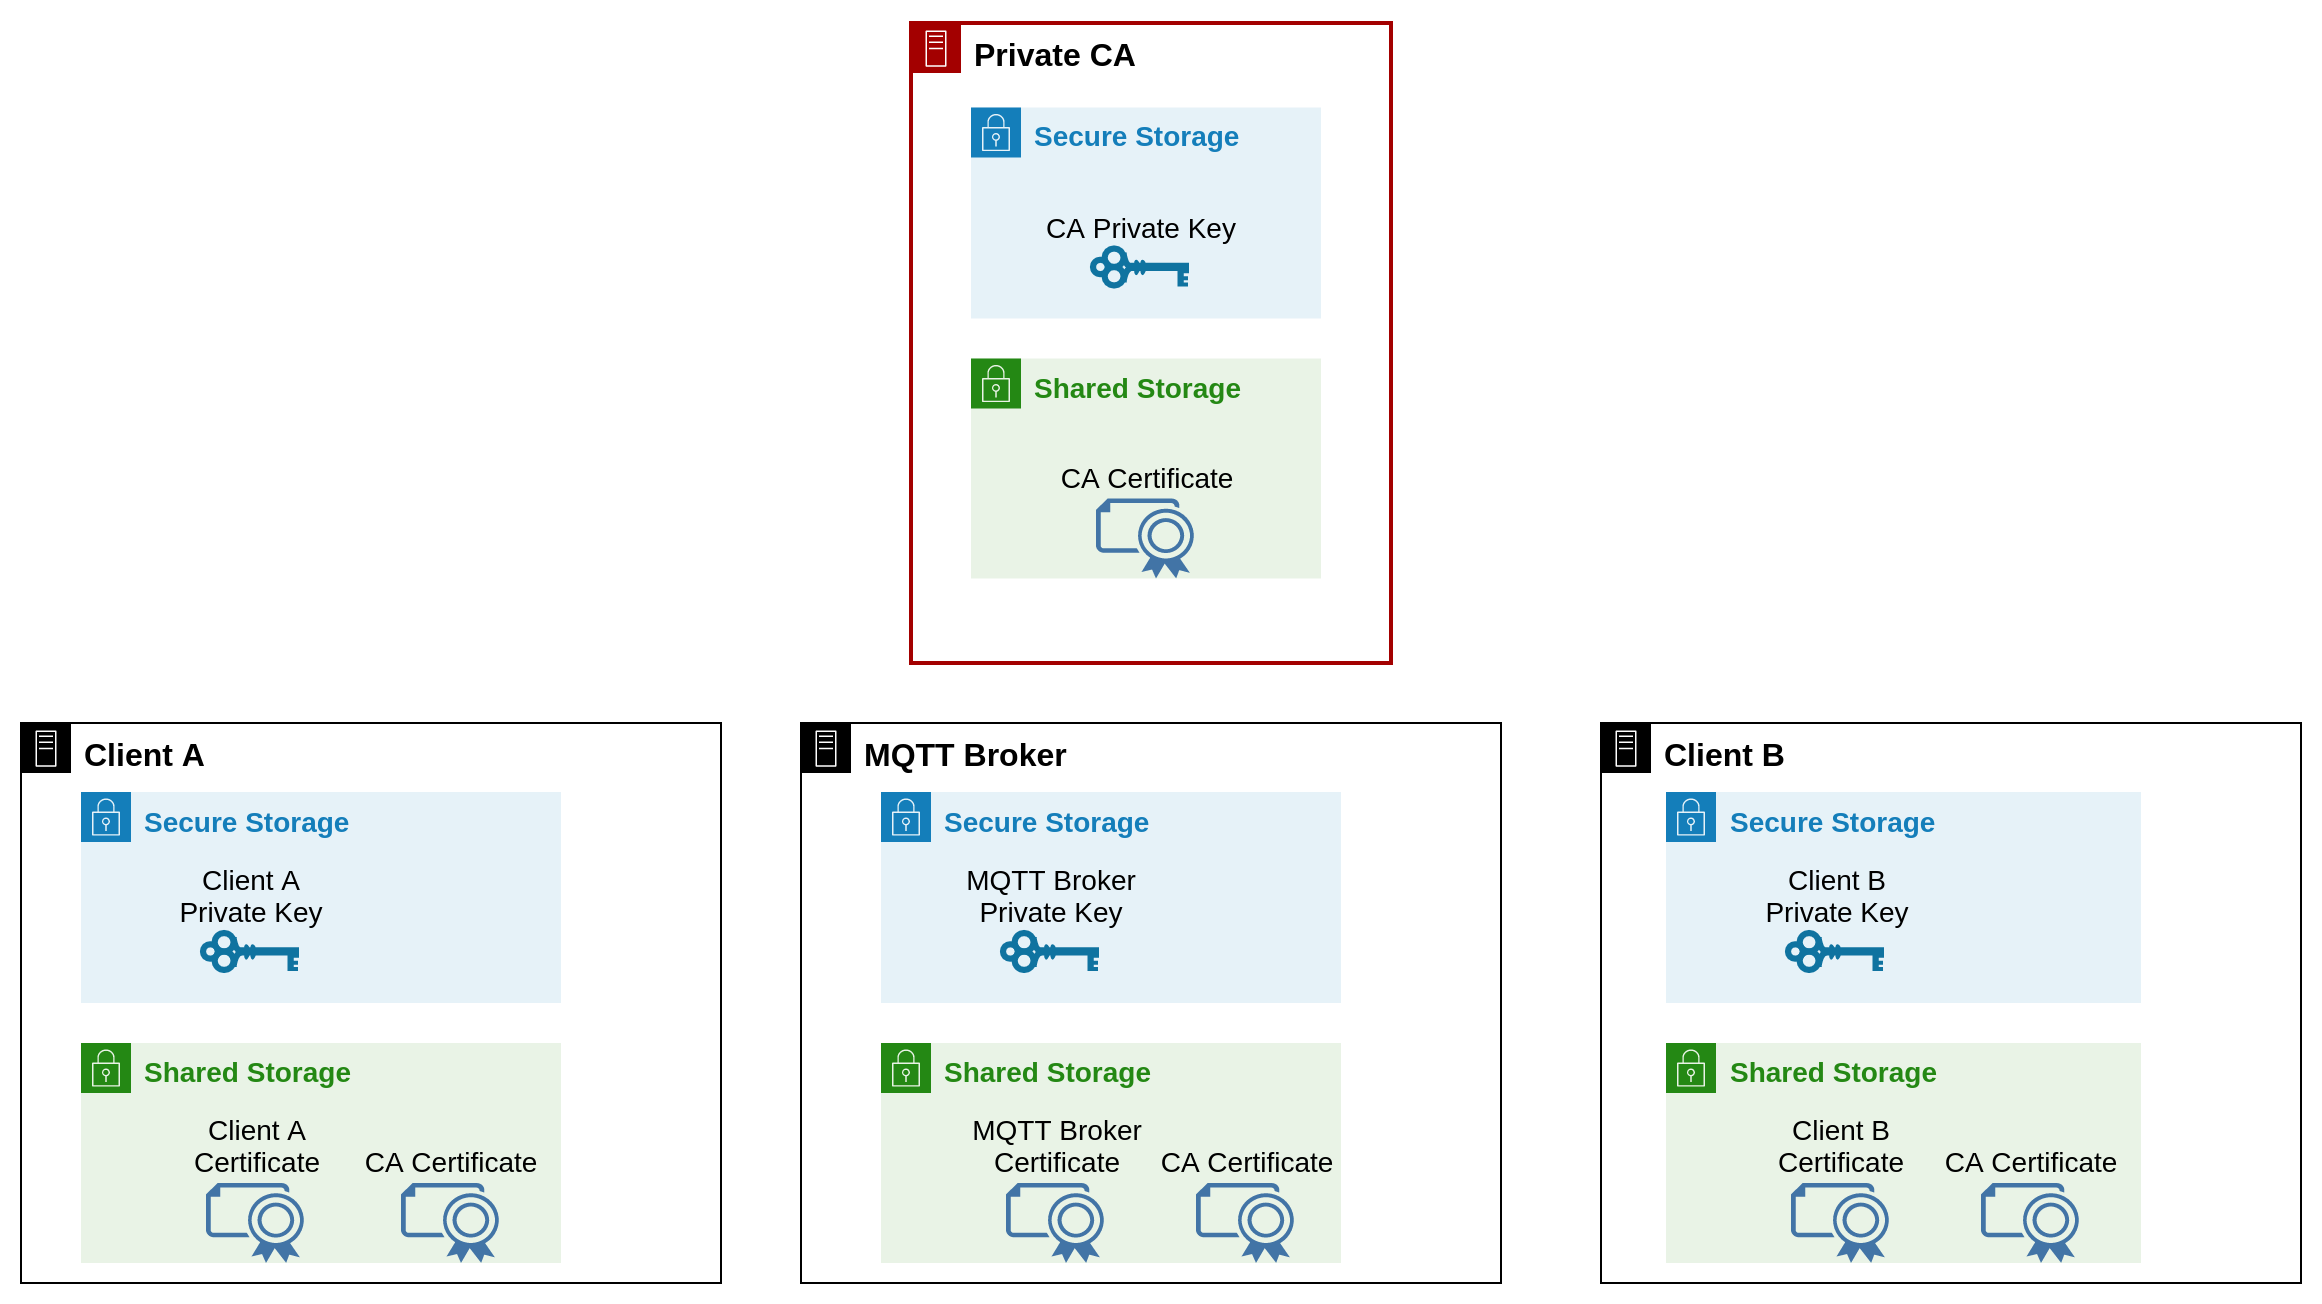 Private CA
Secure Storage
CA Private Key
Shared Storage
CA Certificate
Client A
Secure Storage
Client A
Private Key
Shared Storage
Client A
Certificate
CA Certificate
MQTT Broker
Secure Storage
MQTT Broker
Private Key
Shared Storage
MQTT Broker
Certificate
CA Certificate
Client B
Secure Storage
Client B
Private Key
Shared Storage
Client B
Certificate
CA Certificate